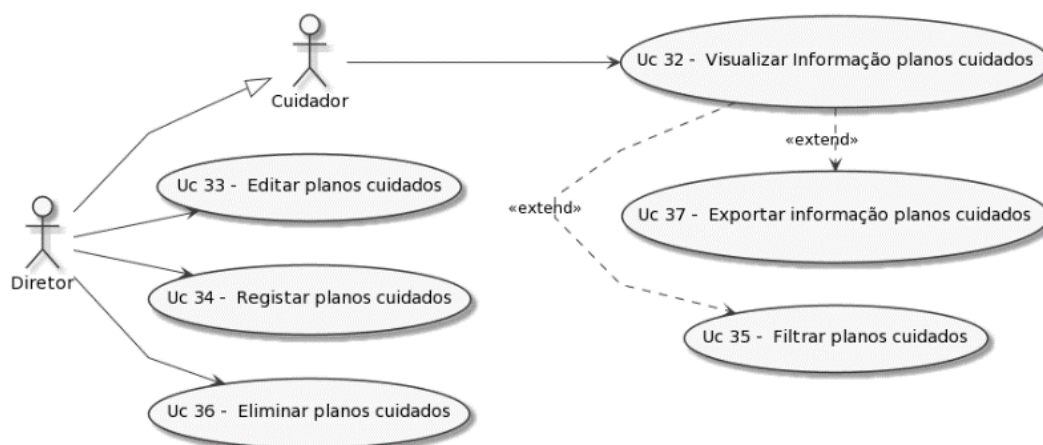 Uc 32 - Visualizar Informação planos cuidados
Cuidador
«extend»
Uc 33 - Editar planos cuidados
«extend»
Uc 37 - Exportar informação planos cuidados
Diretor
Uc 34 - Registar planos cuidados
Uc 35 - Filtrar planos cuidados
Uc 36 - Eliminar planos cuidados